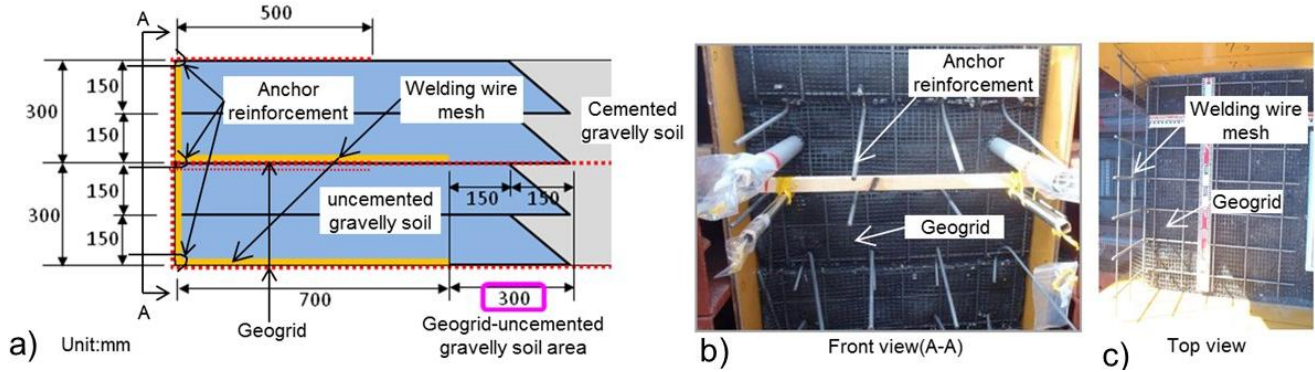 A
500
150
300
150
Anchor
reinforcement
Welding wire
mesh
Cemented
gravelly soil
150
300
150
uncemented
gravelly soil
150
150
A
700
300
Geogrid
Geogrid-uncemented
gravelly soil area
a)
Unit:mm
Anchor
reinforcement
Geogrid
b)
Front view(A-A)
Welding wire
mesh
Geogrid
c)
Top view